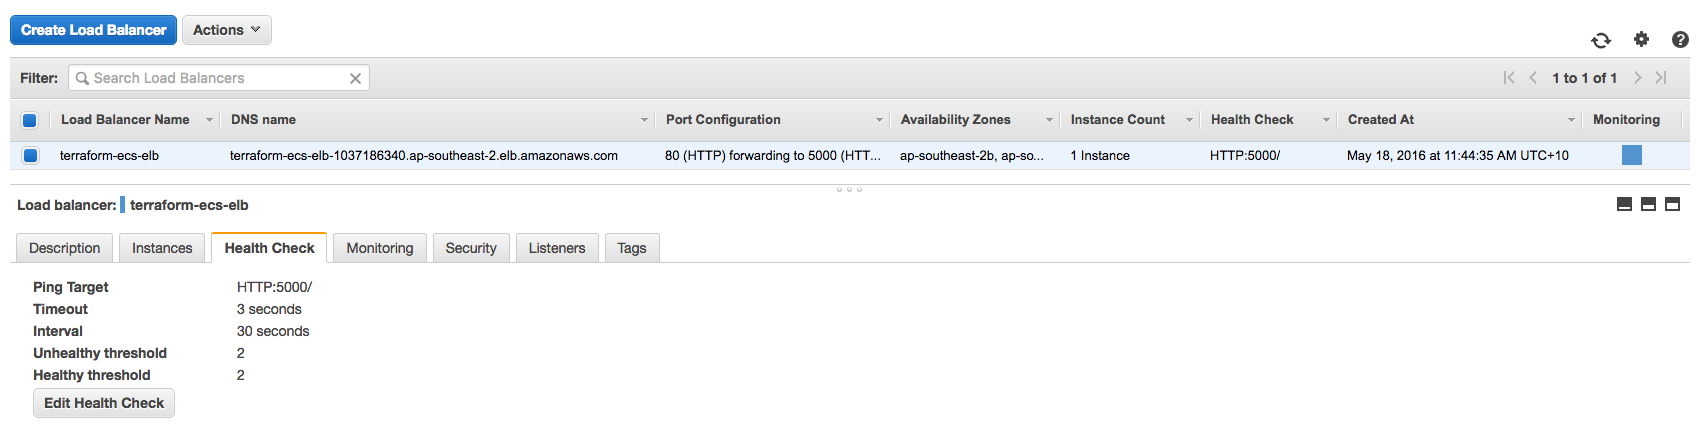 Create Load Balancer Actions
Filter: Search Load Balancers 1 to 1 of 1
Load Balancer Name DNS name Port Configuration Availability Zones Instance Count Health Check Created At Monitoring
terraform-ecs-elb terraform-ecs-elb-1037186340.ap-southeast-2.elb.amazonaws.com 80 (HTTP) forwarding to 5000 (HTT... ap-southeast-2b, ap-so... 1 Instance HTTP:5000/ May 18, 2016 at 11:44:35 AM UTC+10
Load balancer: terraform-ecs-elb
Description Instances Health Check Monitoring Security Listeners Tags
Ping Target HTTP:5000/
Timeout 3 seconds
Interval 30 seconds
Unhealthy threshold 2
Healthy threshold 2
Edit Health Check